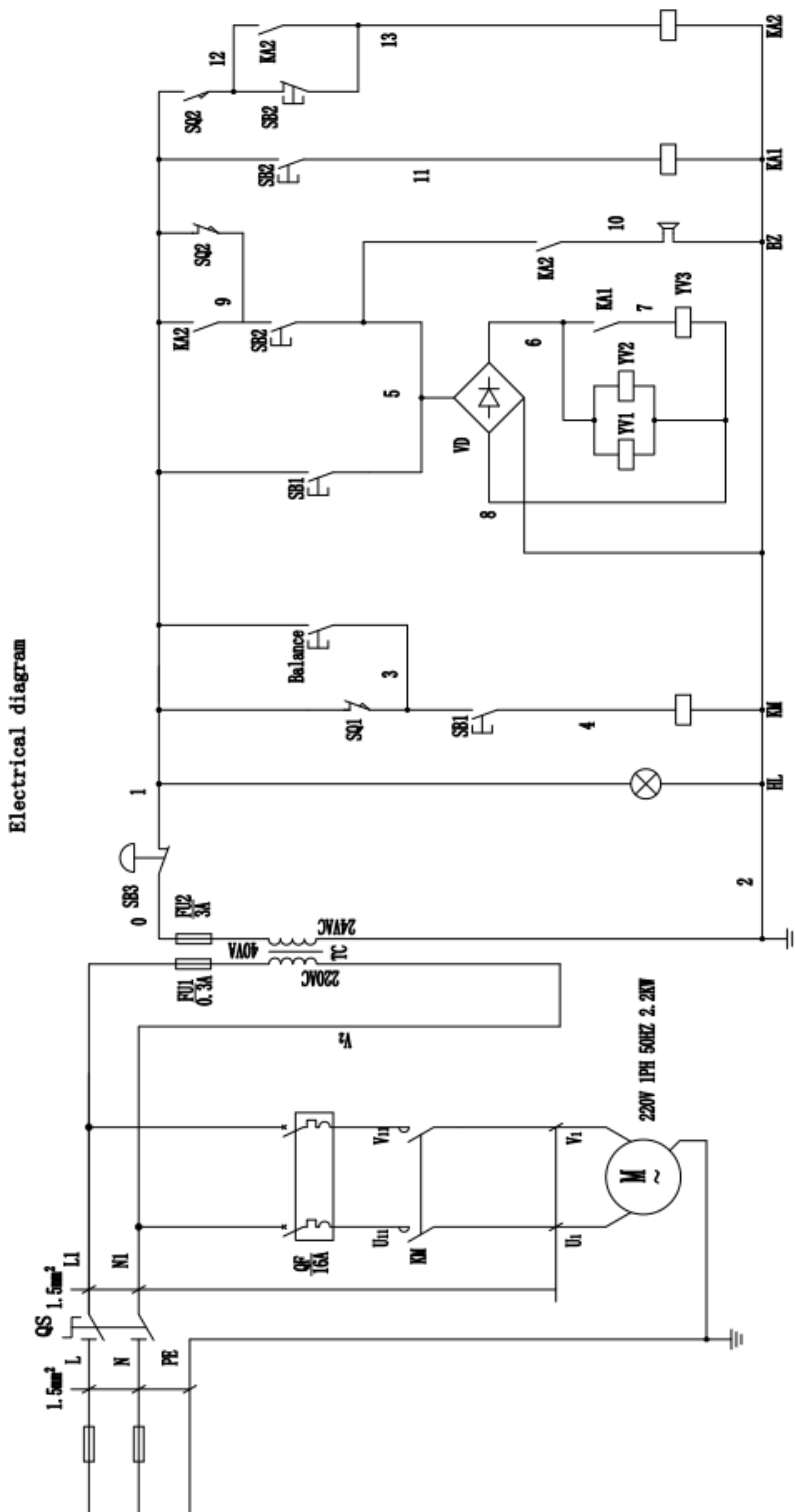 Electrical diagram
1.5mm²
L
N
PE
QS
1.5mm²
L1
N1
QF
16A
U11
V11
KM
U1
V1
M
~
220V 1PH 50HZ 2.2KW
V2
FU1
0.3A
FU2
3A
220AC
TC
40VA
24VAC
0
SB3
1
2
HL
SQ1
Balance
3
SB1
4
KM
SB1
5
VD
8
6
YV1
YV2
KA1
7
YV3
KA2
9
SQ2
SB2
KA2
10
BZ
SB2
11
KA1
SQ2
12
KA2
SB2
13
KA2